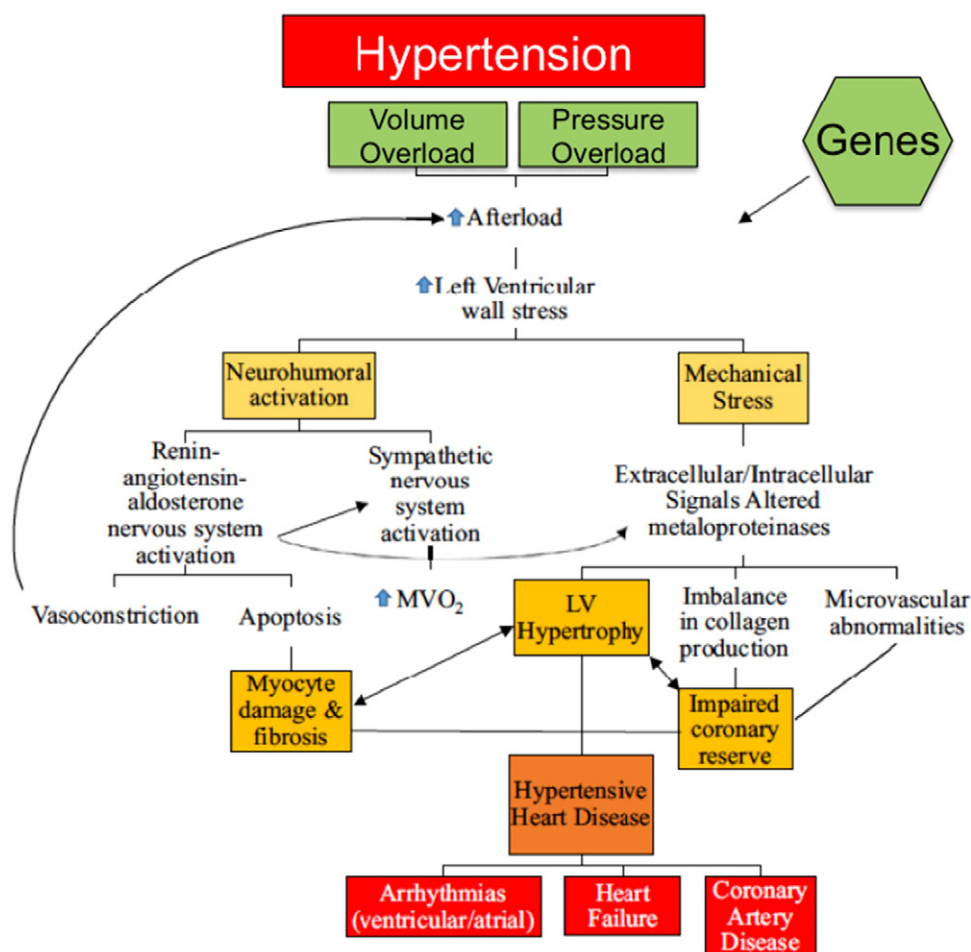 Hypertension
Volume
Overload
Pressure
Overload
Genes
Afterload
Left Ventricular
wall stress
Neurohumoral
activation
Mechanical
Stress
Renin-
angiotensin-
aldosterone
nervous system
activation
Sympathetic
nervous
system
activation
Extracellular/Intracellular
Signals Altered
metaloproteinases
Vasoconstriction
Apoptosis
MVO₂
LV
Hypertrophy
Imbalance
in collagen
production
Microvascular
abnormalities
Myocyte
damage &
fibrosis
Impaired
coronary
reserve
Hypertensive
Heart Disease
Arrhythmias
(ventricular/atrial)
Heart
Failure
Coronary
Artery
Disease